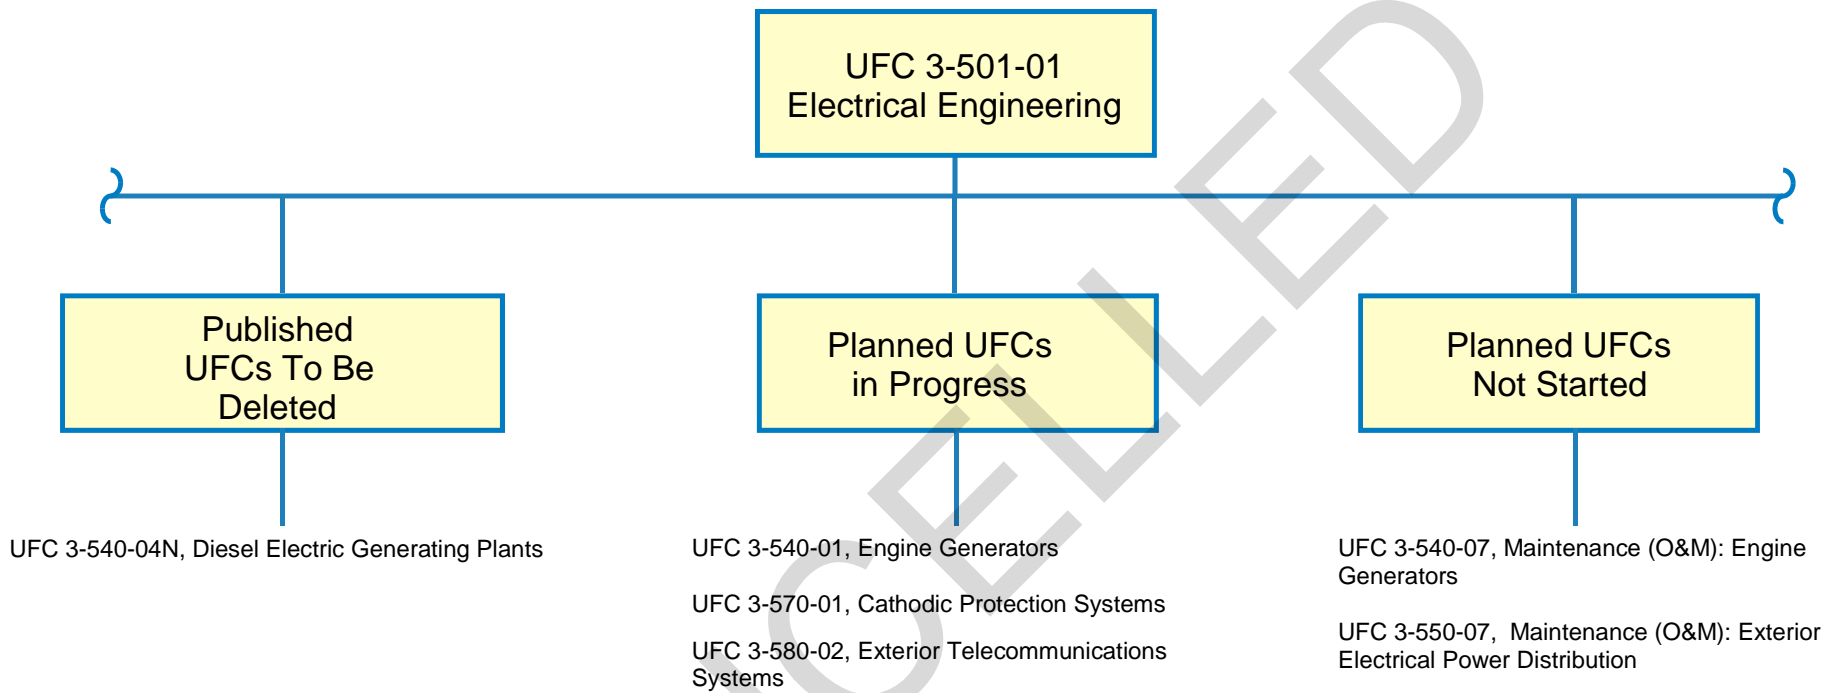 UFC 3-501-01
Electrical Engineering
Published
UFCs To Be
Deleted
Planned UFCs
in Progress
Planned UFCs
Not Started
UFC 3-540-04N, Diesel Electric Generating Plants
UFC 3-540-01, Engine Generators
UFC 3-570-01, Cathodic Protection Systems
UFC 3-580-02, Exterior Telecommunications
Systems
UFC 3-540-07, Maintenance (O&M): Engine
Generators
UFC 3-550-07, Maintenance (O&M): Exterior
Electrical Power Distribution
NCELLED